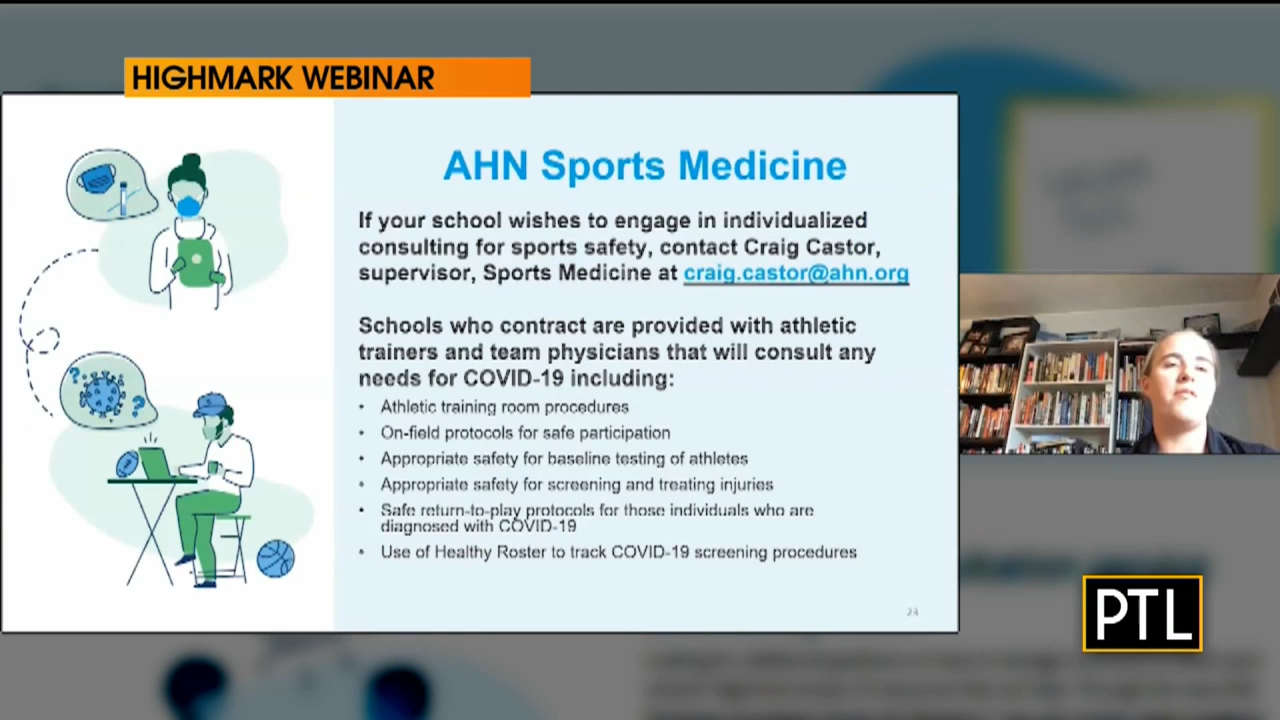 HIGHMARK WEBINAR
AHN Sports Medicine
If your school wishes to engage in individualized
consulting for sports safety, contact Craig Castor,
supervisor, Sports Medicine at craig.castor@ahn.org
Schools who contract are provided with athletic
trainers and team physicians that will consult any
needs for COVID-19 including:
• Athletic training room procedures
• On-field protocols for safe participation
• Appropriate safety for baseline testing of athletes
• Appropriate safety for screening and treating injuries
• Safe return-to-play protocols for those individuals who are
diagnosed with COVID-19
• Use of Healthy Roster to track COVID-19 screening procedures
23
PTL